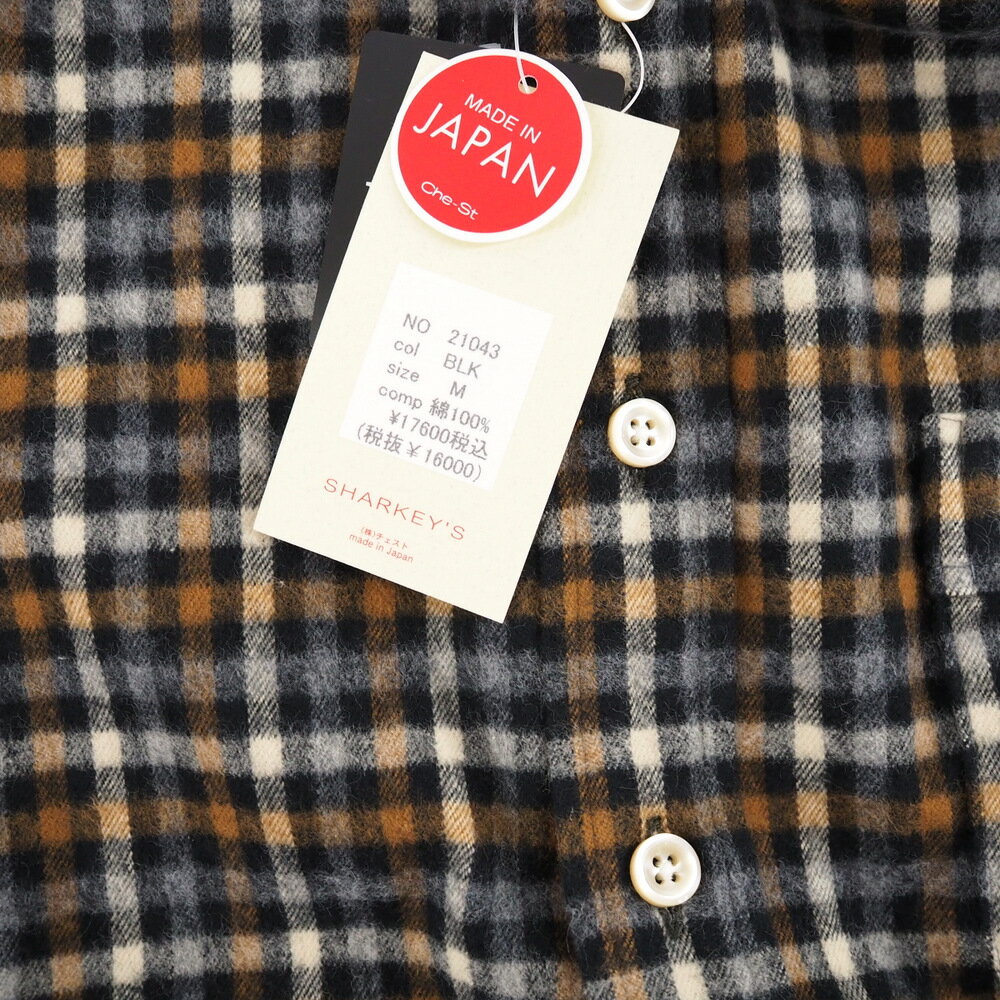 MADE IN
JAPAN
Che-St
NO 21043
col BLK
size M
comp 綿100%
¥17600税込
(税抜¥16000)
SHARKEY'S
(株)チェスト
made in Japan